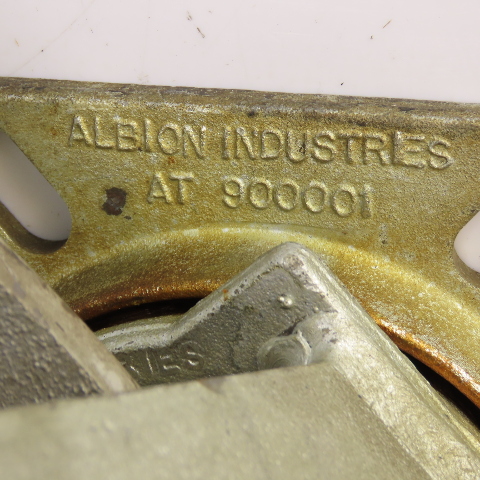 ALBION INDUSTRIES
AT 900001